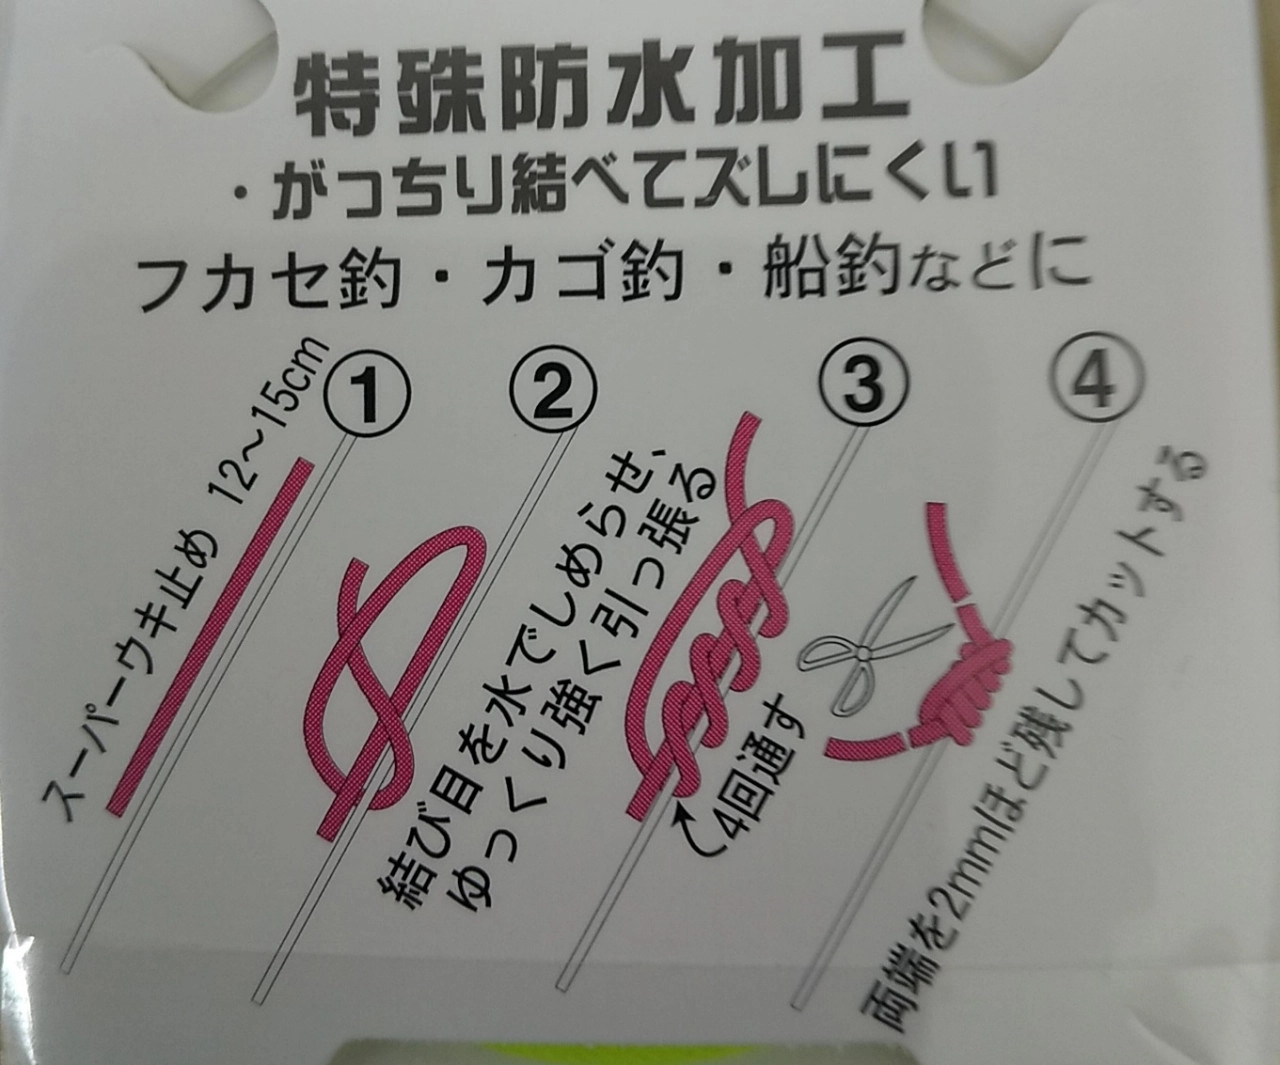 特殊防水加工
・がっちり結べてズレにくい
フカセ釣・カゴ釣・船釣などに
①
スーパーウキ止め 12～15cm
②
③
結び目を水でしめらせ、
ゆっくり強く引っ張る
4回通す
④
両端を2mmほど残してカットする